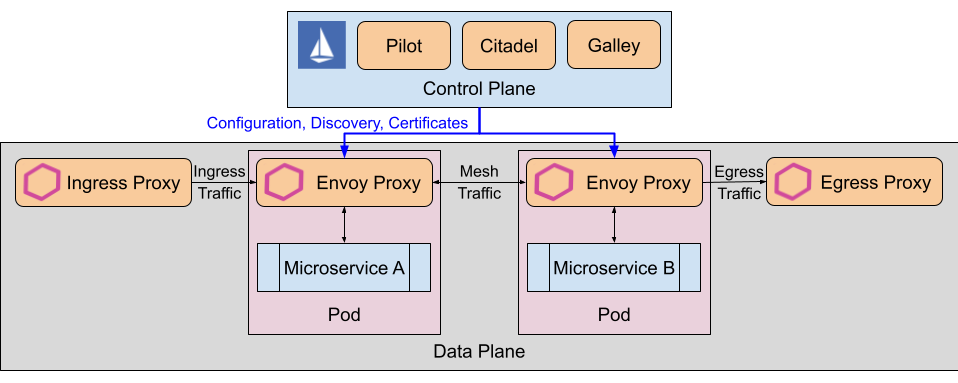 Pilot
Citadel
Galley
Control Plane
Configuration, Discovery, Certificates
Ingress Proxy
Ingress
Traffic
Envoy Proxy
Mesh
Traffic
Envoy Proxy
Egress
Traffic
Egress Proxy
Microservice A
Microservice B
Pod
Pod
Data Plane